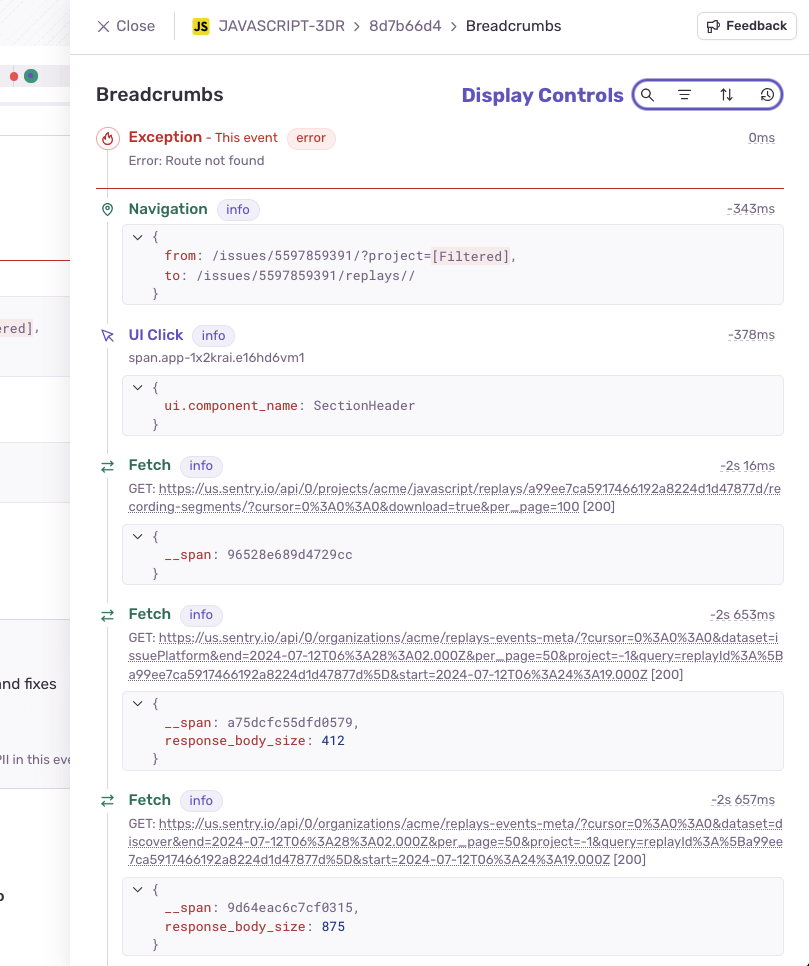 Close
JS JAVASCRIPT-3DR > 8d7b66d4 > Breadcrumbs
Feedback
Breadcrumbs
Display Controls
Exception - This event error 0ms
Error: Route not found
Navigation info -343ms
{
from: /issues/5597859391/?project=[Filtered],
to: /issues/5597859391/replays//
}
UI Click info -378ms
span.app-1x2krai.e16hd6vm1
{
ui.component_name: SectionHeader
}
Fetch info -2s 16ms
GET: https://us.sentry.io/api/0/projects/acme/javascript/replays/a99ee7ca5917466192a8224d1d47877d/re
cording-segments/?cursor=0%3A0%3A0&download=true&per_page=100 [200]
{
__span: 96528e689d4729cc
}
Fetch info -2s 653ms
GET: https://us.sentry.io/api/0/organizations/acme/replays-events-meta/?cursor=0%3A0%3A0&dataset=i
ssuePlatform&end=2024-07-12T06%3A28%3A02.000Z&per_page=50&project=-1&query=replayId%3A%5B
a99ee7ca5917466192a8224d1d47877d%5D&start=2024-07-12T06%3A24%3A19.000Z [200]
{
__span: a75dcfc55dfd0579,
response_body_size: 412
}
Fetch info -2s 657ms
GET: https://us.sentry.io/api/0/organizations/acme/replays-events-meta/?cursor=0%3A0%3A0&dataset=d
iscover&end=2024-07-12T06%3A28%3A02.000Z&per_page=50&project=-1&query=replayId%3A%5Ba99ee
7ca5917466192a8224d1d47877d%5D&start=2024-07-12T06%3A24%3A19.000Z [200]
{
__span: 9d64eac6c7cf0315,
response_body_size: 875
}
ered],
and fixes
PII in this eve